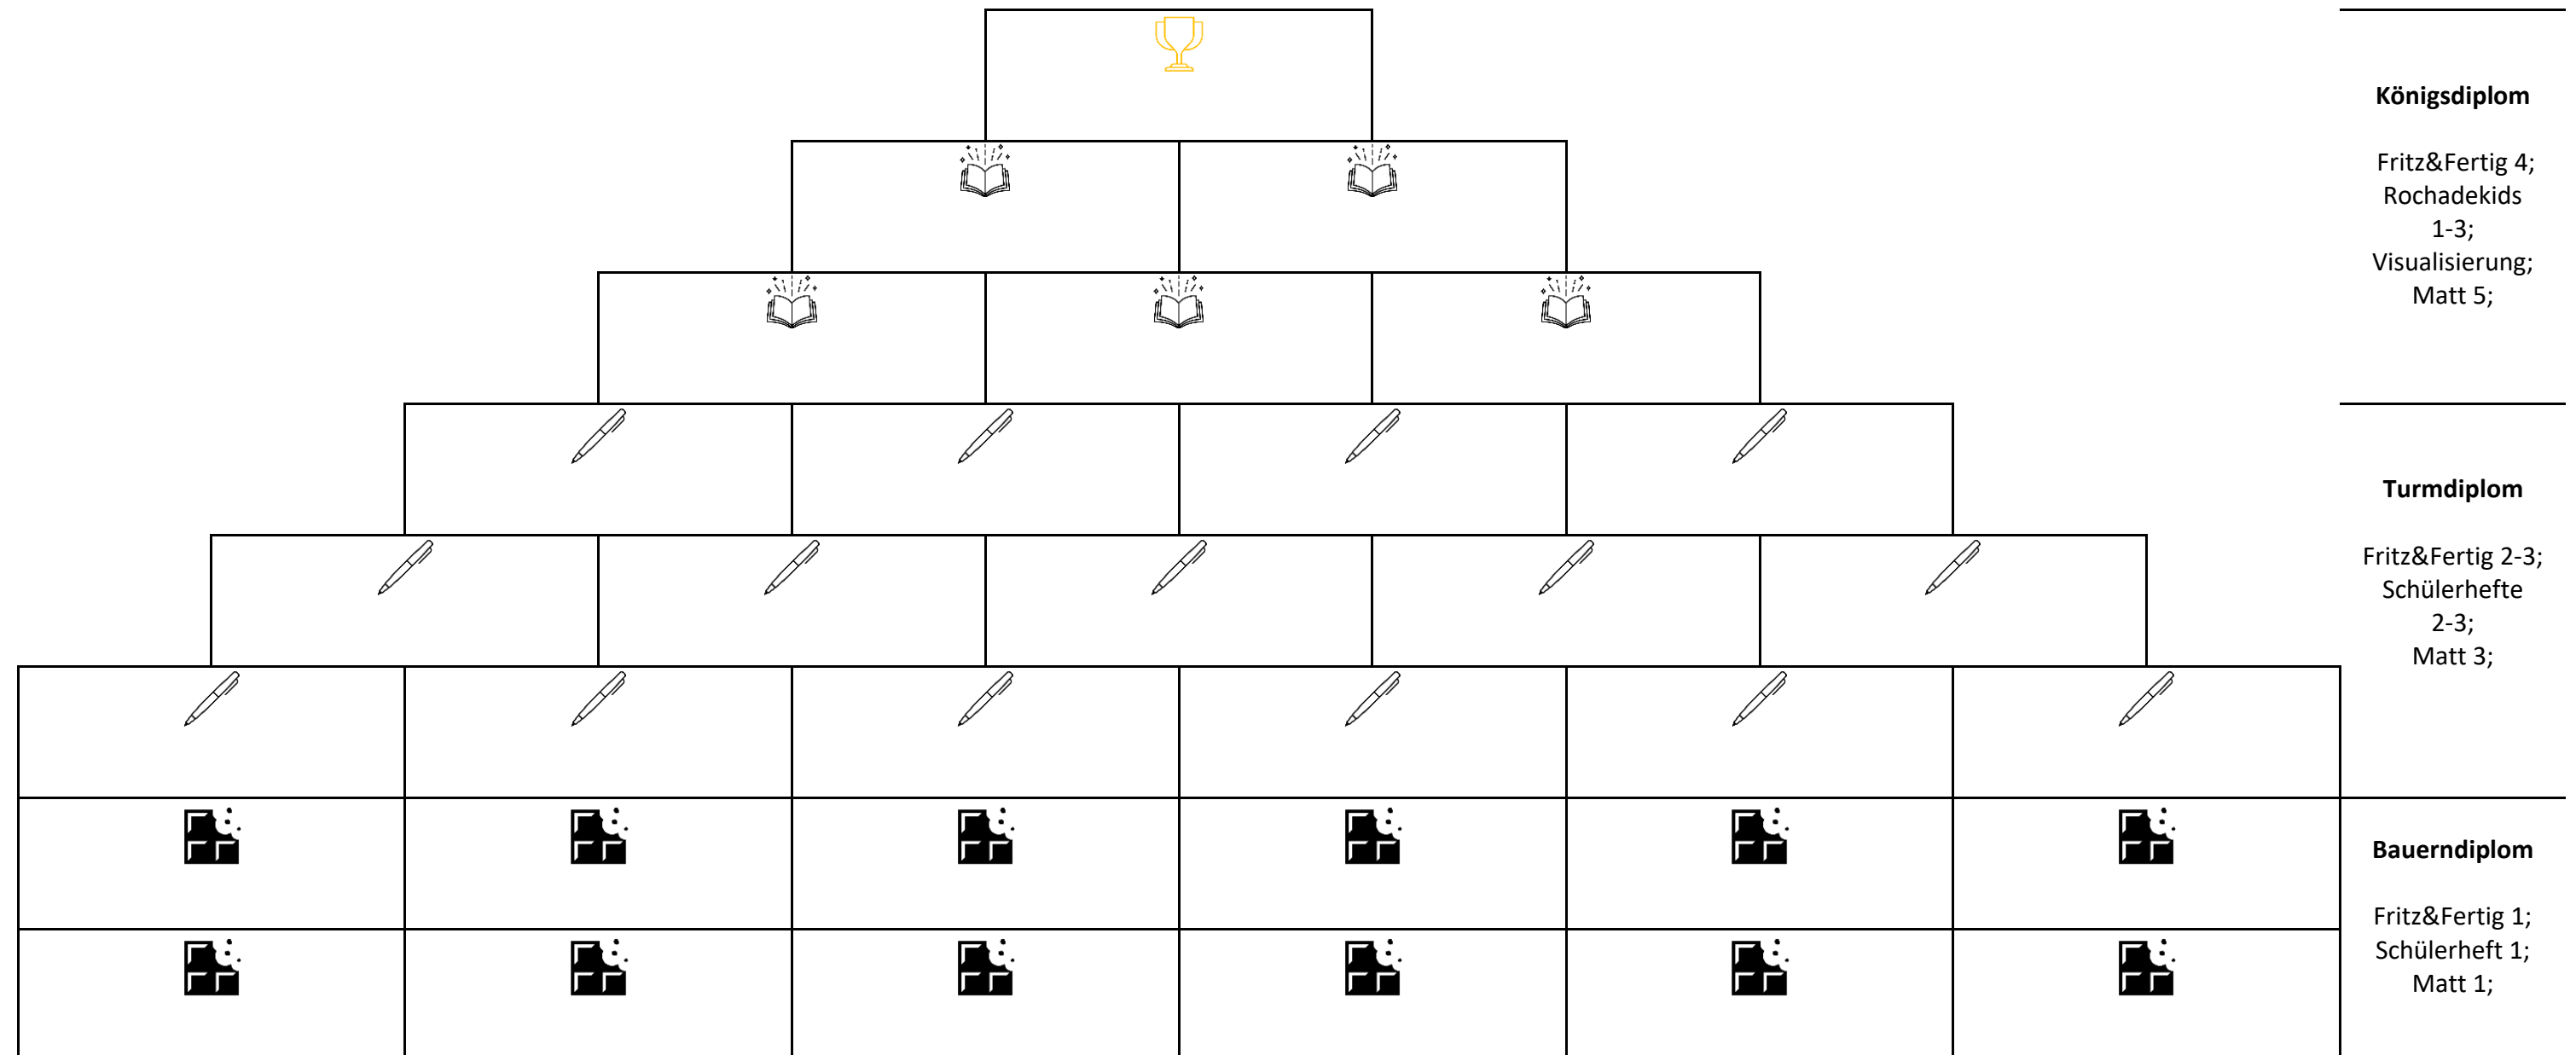 Königsdiplom
Fritz&Fertig 4;
Rochadekids
1-3;
Visualisierung;
Matt 5;
Turmdiplom
Fritz&Fertig 2-3;
Schülerhefte
2-3;
Matt 3;
Bauerndiplom
Fritz&Fertig 1;
Schülerheft 1;
Matt 1;